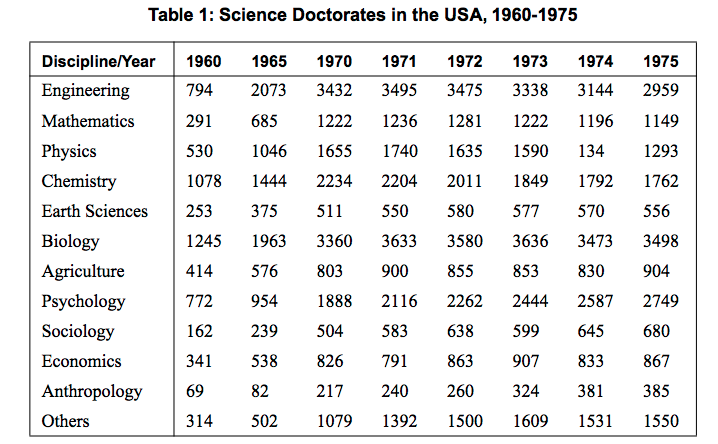 Table 1: Science Doctorates in the USA, 1960-1975
Discipline/Year 1960 1965 1970 1971 1972 1973 1974 1975
Engineering 794 2073 3432 3495 3475 3338 3144 2959
Mathematics 291 685 1222 1236 1281 1222 1196 1149
Physics 530 1046 1655 1740 1635 1590 134 1293
Chemistry 1078 1444 2234 2204 2011 1849 1792 1762
Earth Sciences 253 375 511 550 580 577 570 556
Biology 1245 1963 3360 3633 3580 3636 3473 3498
Agriculture 414 576 803 900 855 853 830 904
Psychology 772 954 1888 2116 2262 2444 2587 2749
Sociology 162 239 504 583 638 599 645 680
Economics 341 538 826 791 863 907 833 867
Anthropology 69 82 217 240 260 324 381 385
Others 314 502 1079 1392 1500 1609 1531 1550